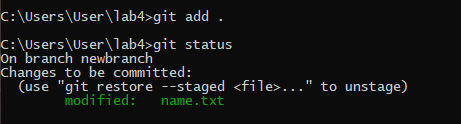 C:\Users\User\lab4>git add .
C:\Users\User\lab4>git status
On branch newbranch
Changes to be committed:
  (use "git restore --staged <file>..." to unstage)
        modified:   name.txt